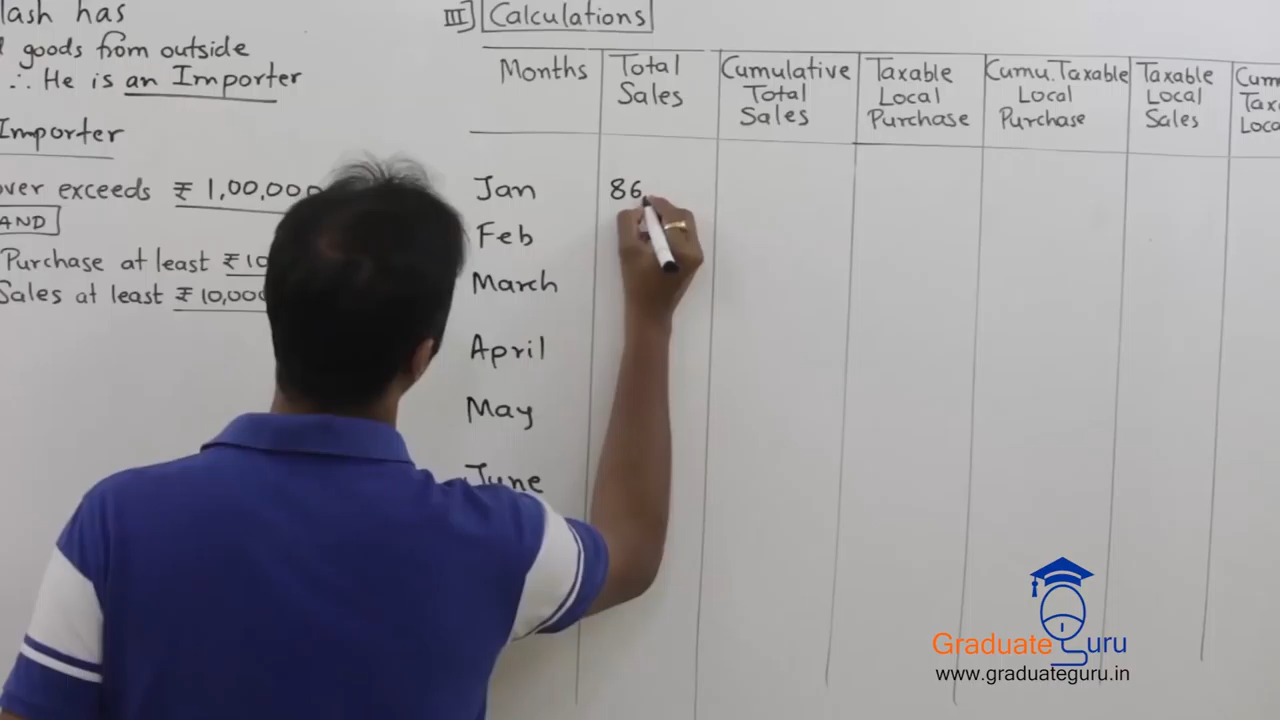 lash has
goods from outside
∴ He is an Importer
Importer
over exceeds ₹ 1,00,000
AND
Purchase at least ₹10
Sales at least ₹10,000
III] Calculations
Months
Total
Sales
Cumulative
Total
Sales
Taxable
Local
Purchase
Cumu. Taxable
Local
Purchase
Taxable
Local
Sales
Cum
Tax
Loca
Jan 86
Feb
March
April
May
June
Graduate Guru
www.graduateguru.in